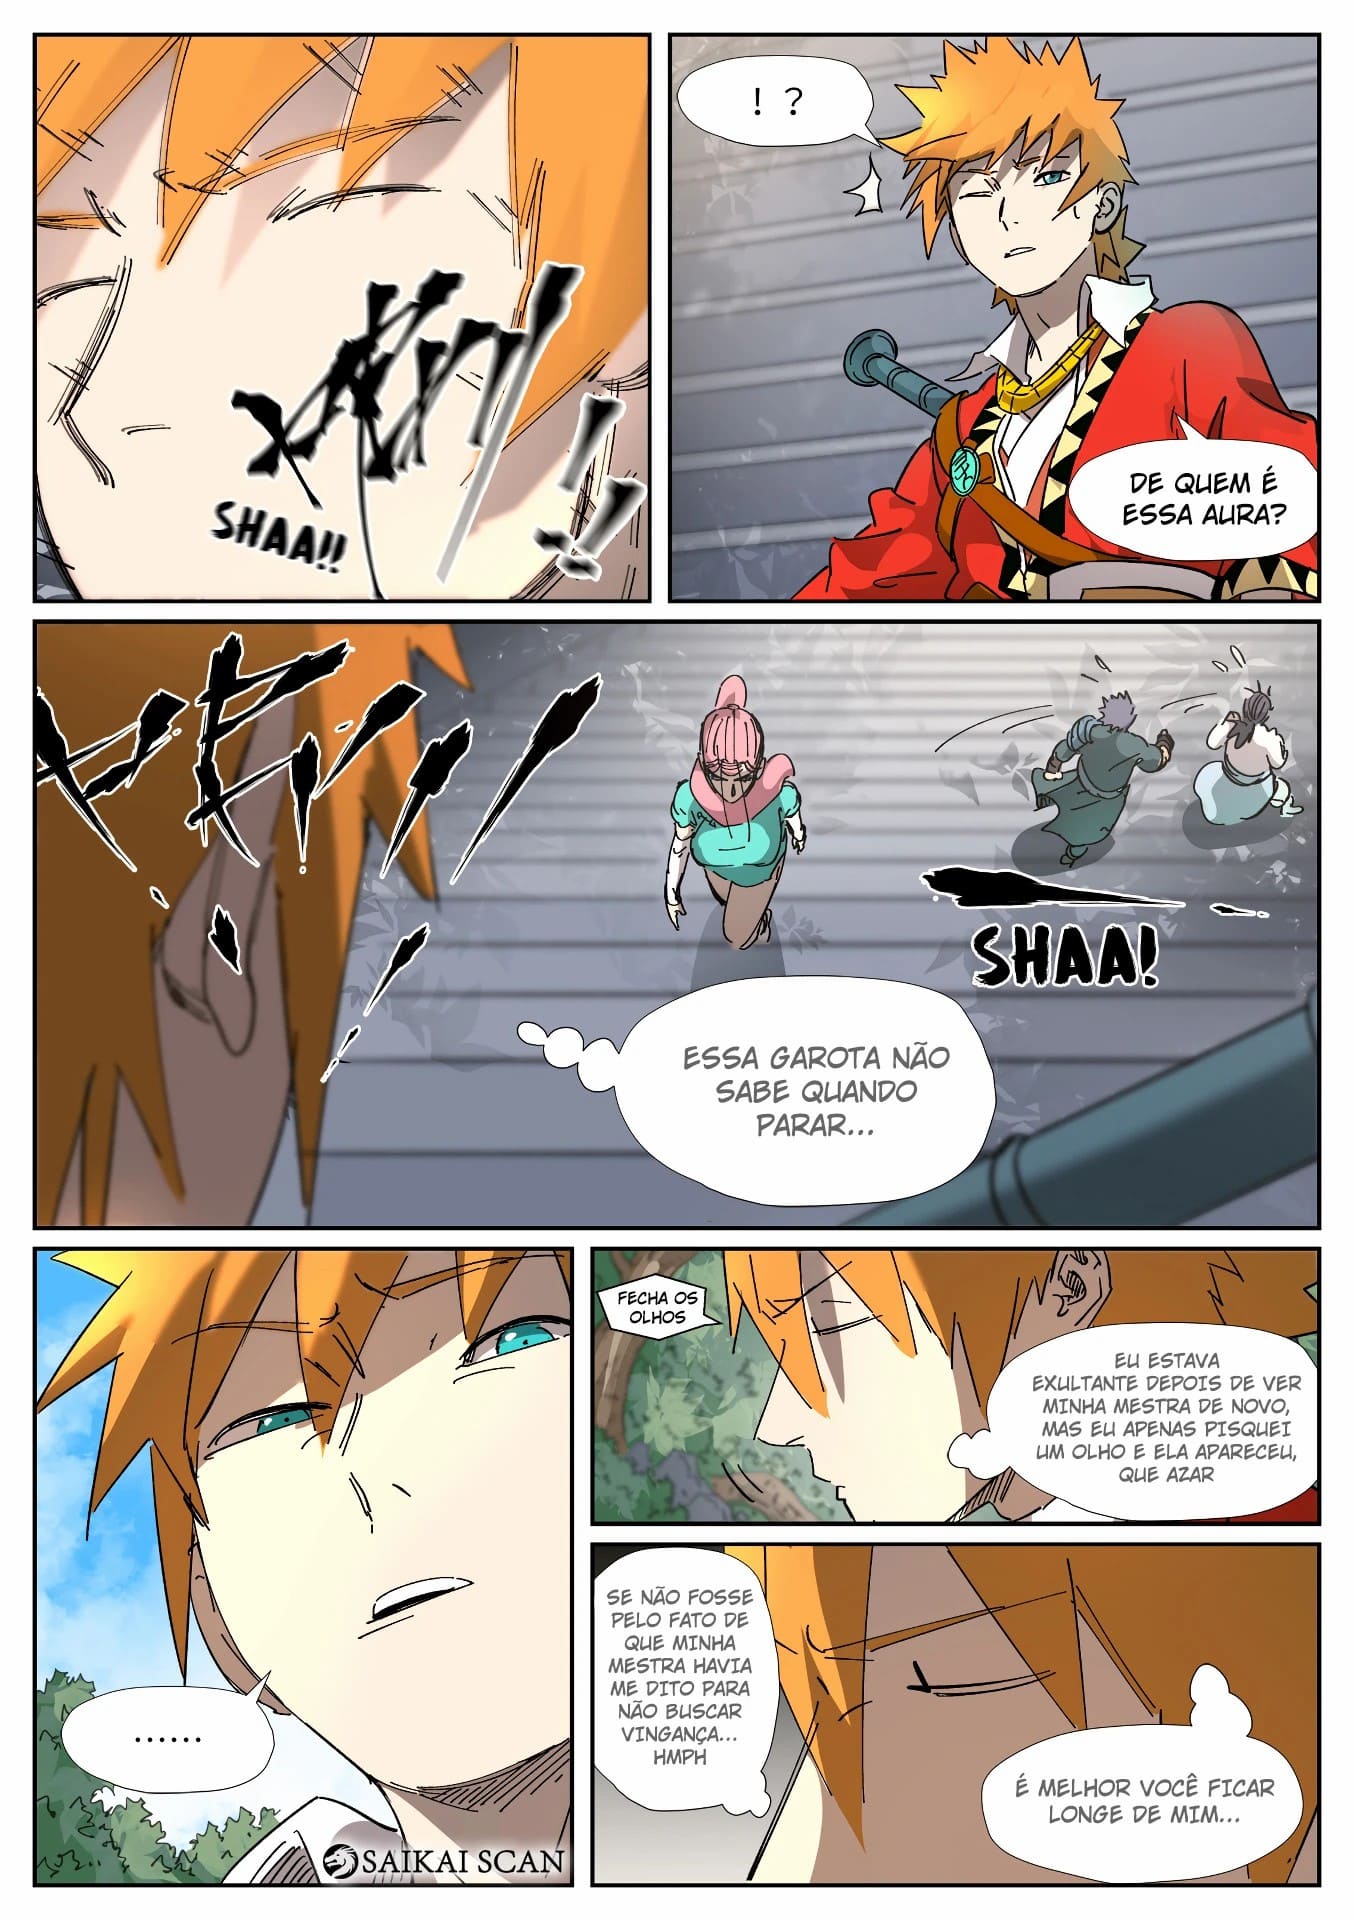 ！？
SHAA!!
DE QUEM É
ESSA AURA?
SHAA!
ESSA GAROTA NÃO
SABE QUANDO
PARAR...
......
FECHA OS
OLHOS
EU ESTAVA
EXULTANTE DEPOIS DE VER
MINHA MESTRA DE NOVO,
MAS EU APENAS PISQUEI
UM OLHO E ELA APARECEU,
QUE AZAR
SE NÃO FOSSE
PELO FATO DE
QUE MINHA
MESTRA HAVIA
ME DITO PARA
NÃO BUSCAR
VINGANÇA...
HMPH
É MELHOR VOCÊ FICAR
LONGE DE MIM...
SAIKAI SCAN